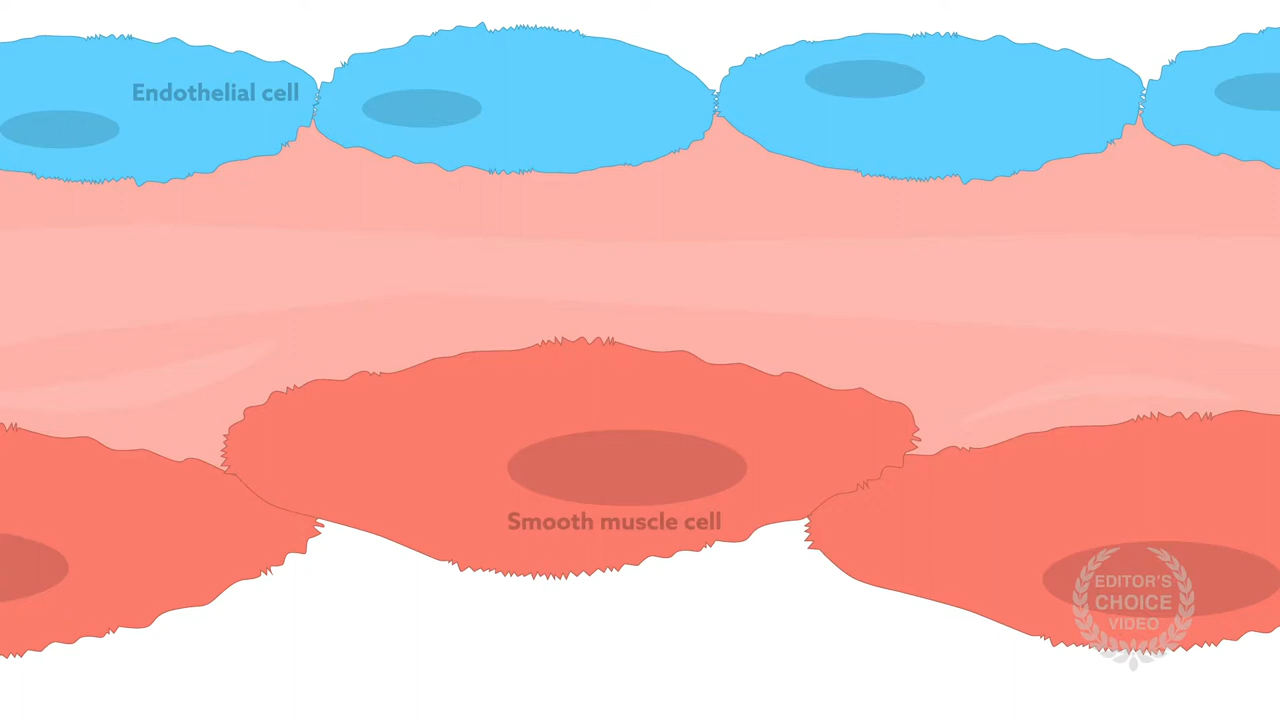 Endothelial cell
Smooth muscle cell
EDITOR'S
CHOICE
VIDEO